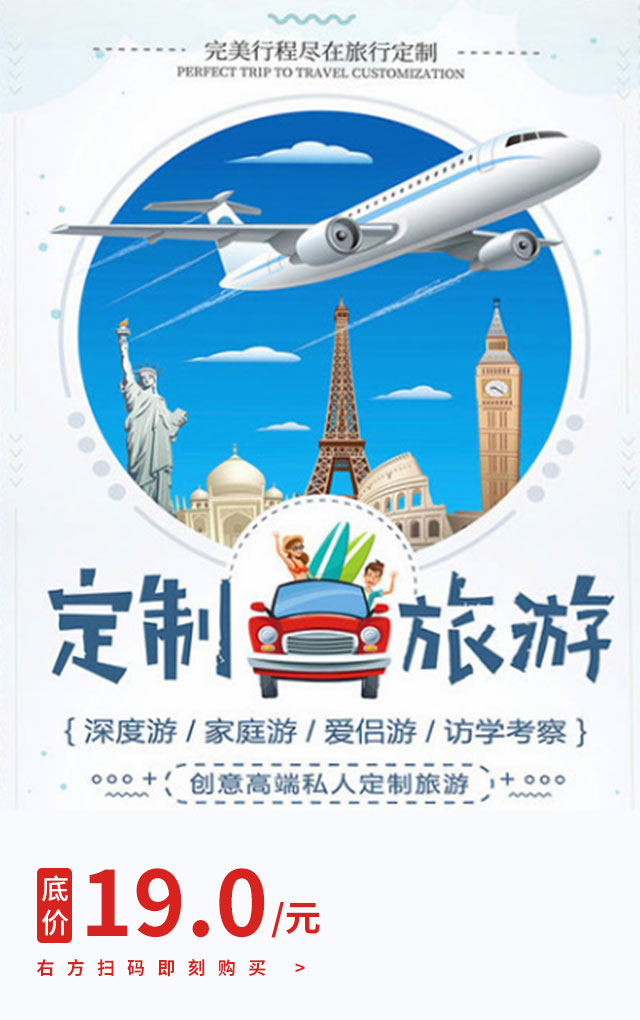 完美行程尽在旅行定制
PERFECT TRIP TO TRAVEL CUSTOMIZATION
定制旅游
{ 深度游 / 家庭游 / 爱侣游 / 访学考察 }
创意高端私人定制旅游
底价 19.0/元
右方扫码即刻购买 >